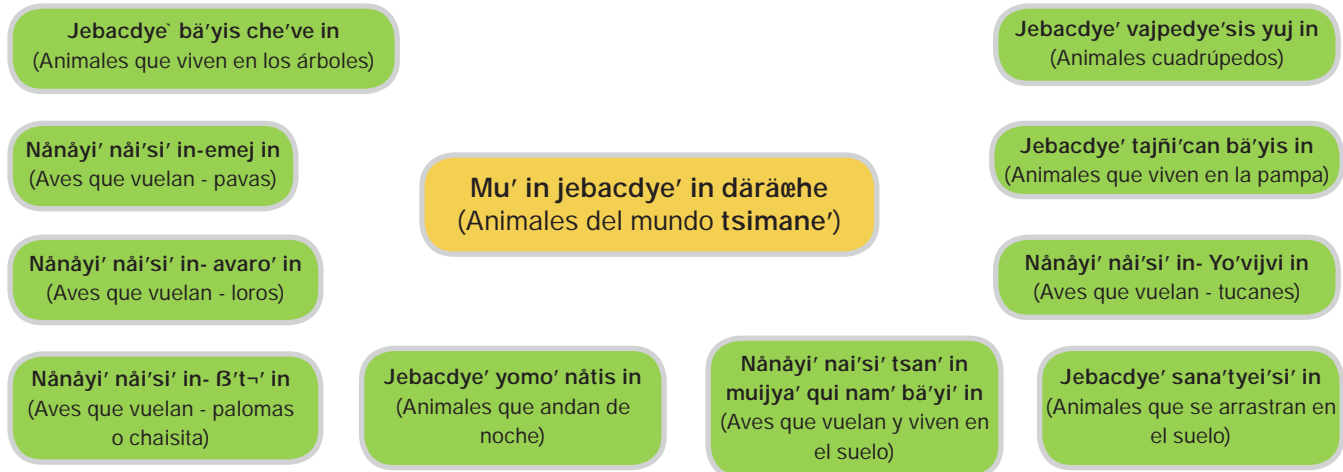 Jebacdye` bä'yis che've in
(Animales que viven en los árboles)
Nånåyi' nåi'si' in-emej in
(Aves que vuelan - pavas)
Nånåyi' nåi'si' in- avaro' in
(Aves que vuelan - loros)
Nånåyi' nåi'si' in- ß't¬' in
(Aves que vuelan - palomas
o chaisita)
Mu' in jebacdye' in däräœhe
(Animales del mundo tsimane')
Jebacdye' yomo' nåtis in
(Animales que andan de
noche)
Nånåyi' nai'si' tsan' in
muijya' qui nam' bä'yi' in
(Aves que vuelan y viven en
el suelo)
Jebacdye' vajpedye'sis yuj in
(Animales cuadrúpedos)
Jebacdye' tajñi'can bä'yis in
(Animales que viven en la pampa)
Nånåyi' nåi'si' in- Yo'vijvi in
(Aves que vuelan - tucanes)
Jebacdye' sana'tyei'si' in
(Animales que se arrastran en
el suelo)